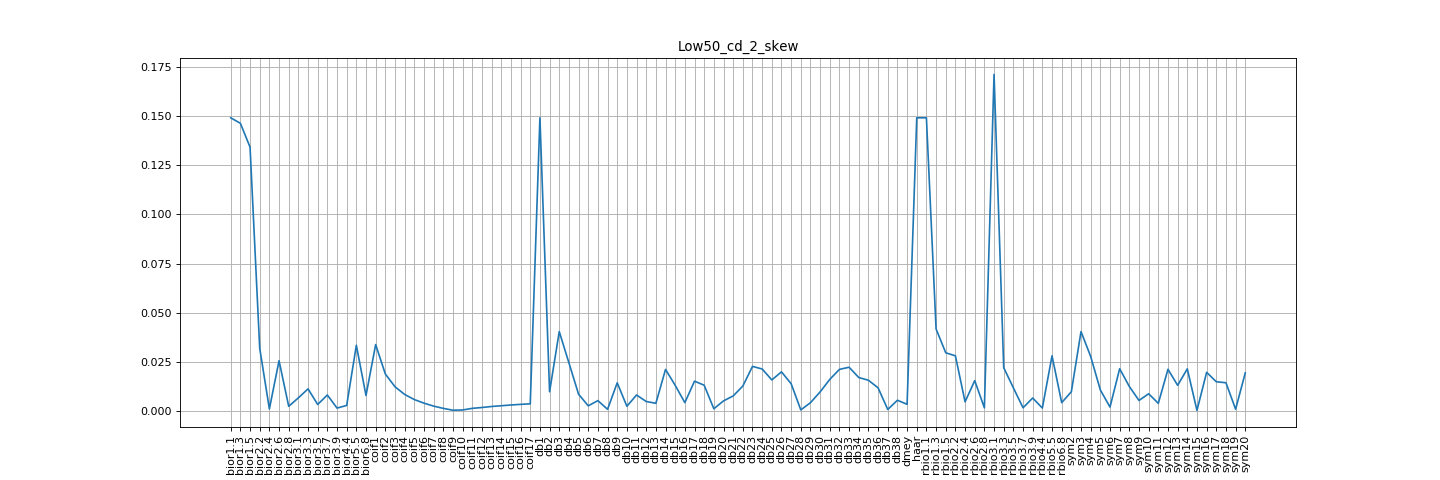 Low50_cd_2_skew
0.175
0.150
0.125
0.100
0.075
0.050
0.025
0.000
bior1.1
bior1.3
bior1.5
bior2.2
bior2.4
bior2.6
bior2.8
bior3.1
bior3.3
bior3.5
bior3.7
bior3.9
bior4.4
bior5.5
bior6.8
coif1
coif2
coif3
coif4
coif5
coif6
coif7
coif8
coif9
coif10
coif11
coif12
coif13
coif14
coif15
coif16
coif17
db1
db2
db3
db4
db5
db6
db7
db8
db9
db10
db11
db12
db13
db14
db15
db16
db17
db18
db19
db20
db21
db22
db23
db24
db25
db26
db27
db28
db29
db30
db31
db32
db33
db34
db35
db36
db37
db38
dmey
haar
rbio1.1
rbio1.3
rbio1.5
rbio2.2
rbio2.4
rbio2.6
rbio2.8
rbio3.1
rbio3.3
rbio3.5
rbio3.7
rbio3.9
rbio4.4
rbio5.5
rbio6.8
sym2
sym3
sym4
sym5
sym6
sym7
sym8
sym9
sym10
sym11
sym12
sym13
sym14
sym15
sym16
sym17
sym18
sym19
sym20